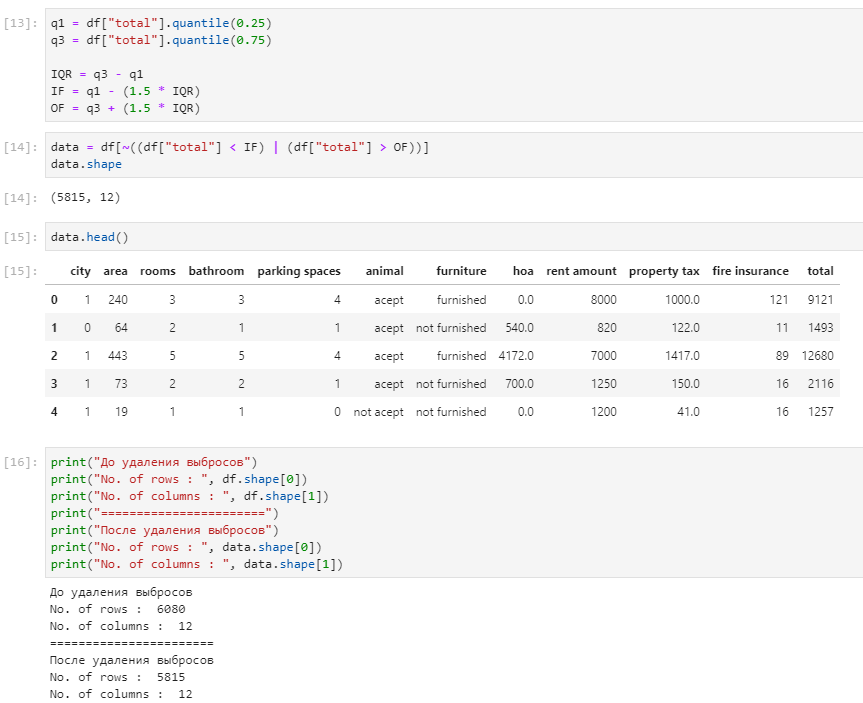 [13]: q1 = df["total"].quantile(0.25)
q3 = df["total"].quantile(0.75)
IQR = q3 - q1
IF = q1 - (1.5 * IQR)
OF = q3 + (1.5 * IQR)
[14]: data = df[~((df["total"] < IF) | (df["total"] > OF))]
data.shape
[14]: (5815, 12)
[15]: data.head()
[15]: city area rooms bathroom parking spaces animal furniture hoa rent amount property tax fire insurance total
0 1 240 3 3 4 acept furnished 0.0 8000 1000.0 121 9121
1 0 64 2 1 1 acept not furnished 540.0 820 122.0 11 1493
2 1 443 5 5 4 acept furnished 4172.0 7000 1417.0 89 12680
3 1 73 2 2 1 acept not furnished 700.0 1250 150.0 16 2116
4 1 19 1 1 0 not acept not furnished 0.0 1200 41.0 16 1257
[16]: print("До удаления выбросов")
print("No. of rows : ", df.shape[0])
print("No. of columns : ", df.shape[1])
print("=======================")
print("После удаления выбросов")
print("No. of rows : ", data.shape[0])
print("No. of columns : ", data.shape[1])
До удаления выбросов
No. of rows :  6080
No. of columns :  12
=======================
После удаления выбросов
No. of rows :  5815
No. of columns :  12